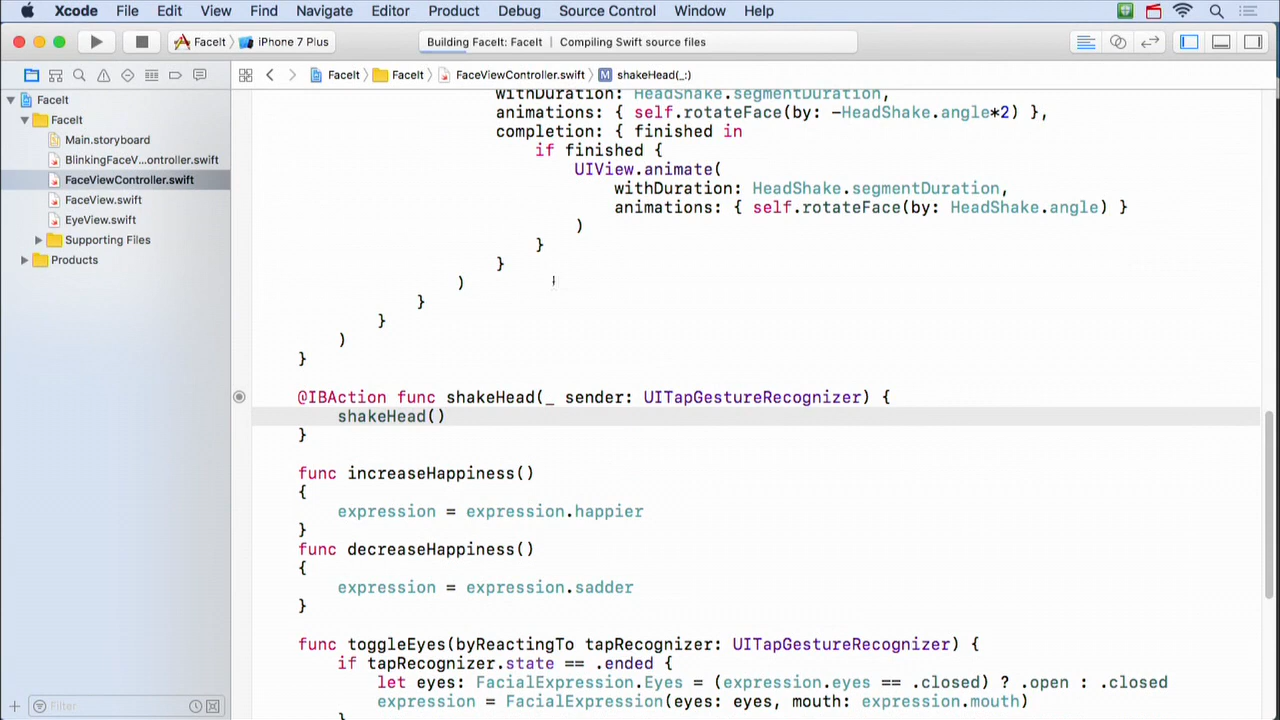 Xcode File Edit View Find Navigate Editor Product Debug Source Control Window Help
FaceIt iPhone 7 Plus Building FaceIt: FaceIt Compiling Swift source files
FaceIt FaceIt FaceViewController.swift M shakeHead(_:)
FaceIt
FaceIt
Main.storyboard
BlinkingFaceV...ontroller.swift
FaceViewController.swift
FaceView.swift
EyeView.swift
Supporting Files
Products
Filter
withDuration: HeadShake.segmentDuration,
animations: { self.rotateFace(by: -HeadShake.angle*2) },
completion: { finished in
if finished {
UIView.animate(
withDuration: HeadShake.segmentDuration,
animations: { self.rotateFace(by: HeadShake.angle) }
)
}
}
)
}
}
)
}
@IBAction func shakeHead(_ sender: UITapGestureRecognizer) {
shakeHead()
}
func increaseHappiness()
{
expression = expression.happier
}
func decreaseHappiness()
{
expression = expression.sadder
}
func toggleEyes(byReactingTo tapRecognizer: UITapGestureRecognizer) {
if tapRecognizer.state == .ended {
let eyes: FacialExpression.Eyes = (expression.eyes == .closed) ? .open : .closed
expression = FacialExpression(eyes: eyes, mouth: expression.mouth)
}